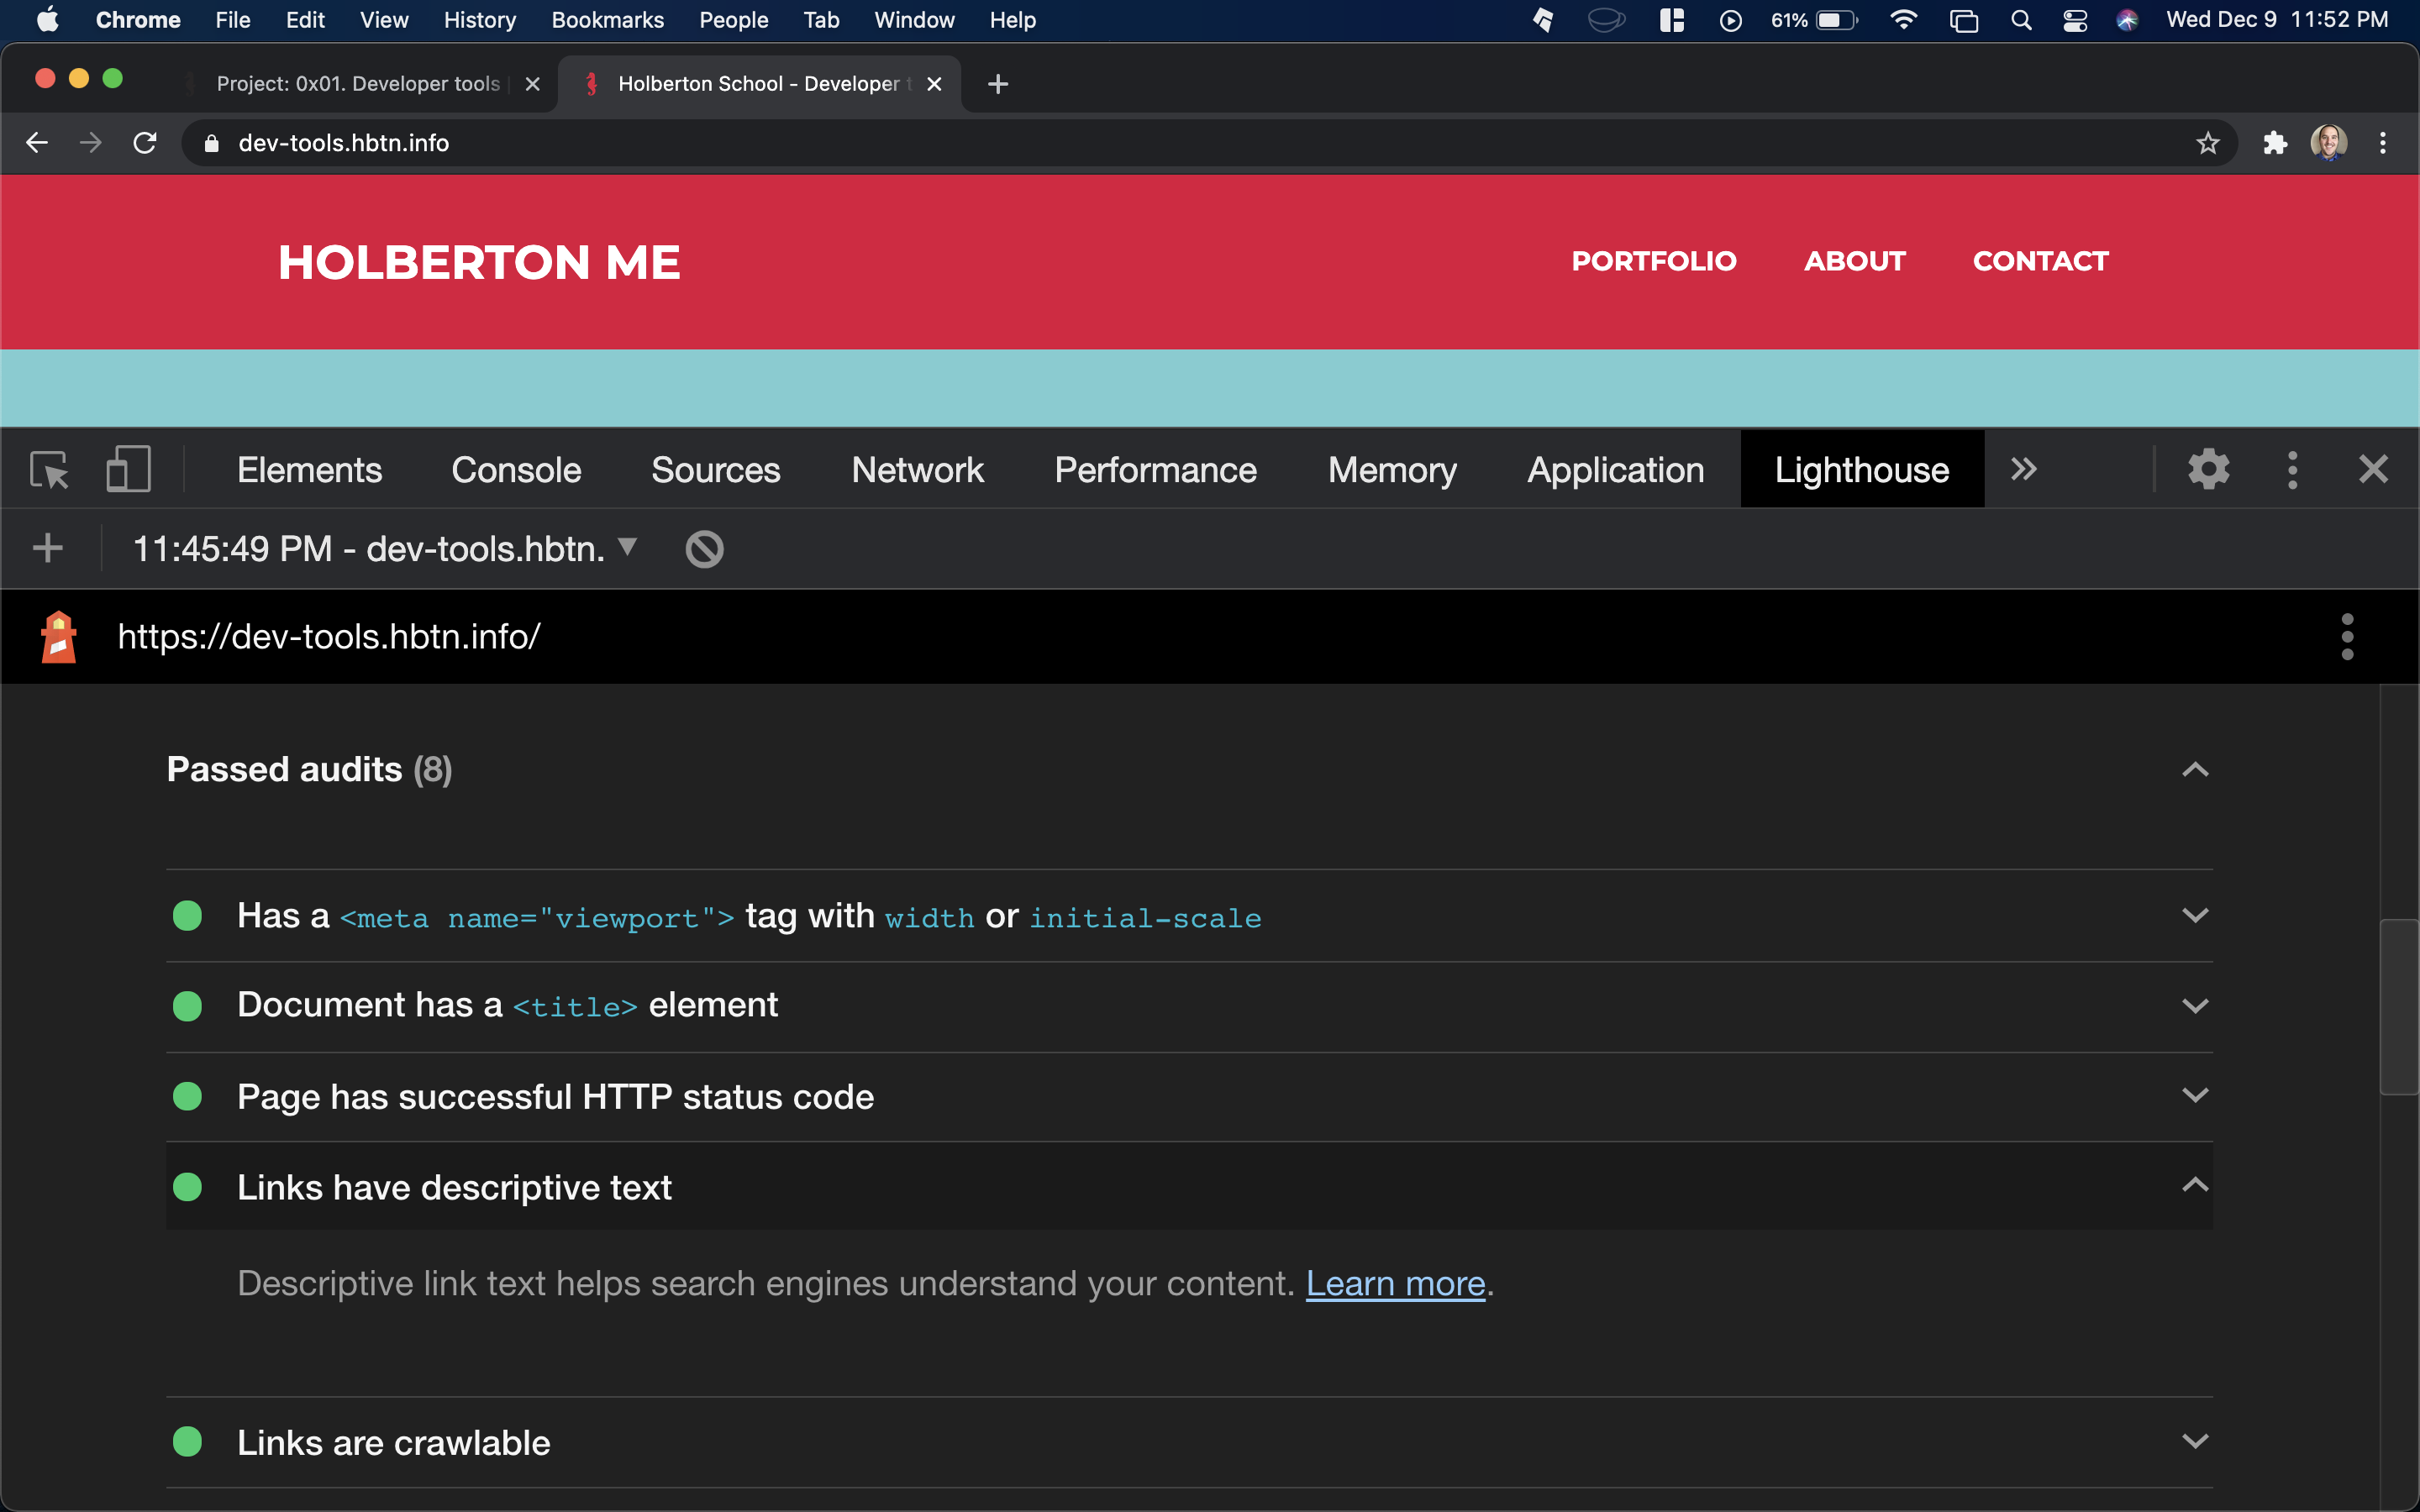 Chrome File Edit View History Bookmarks People Tab Window Help 61% Wed Dec 9 11:52 PM
Project: 0x01. Developer tools Holberton School - Developer t
dev-tools.hbtn.info
HOLBERTON ME PORTFOLIO ABOUT CONTACT
Elements Console Sources Network Performance Memory Application Lighthouse
11:45:49 PM - dev-tools.hbtn.
https://dev-tools.hbtn.info/
Passed audits (8)
Has a <meta name="viewport"> tag with width or initial-scale
Document has a <title> element
Page has successful HTTP status code
Links have descriptive text
Descriptive link text helps search engines understand your content. Learn more.
Links are crawlable